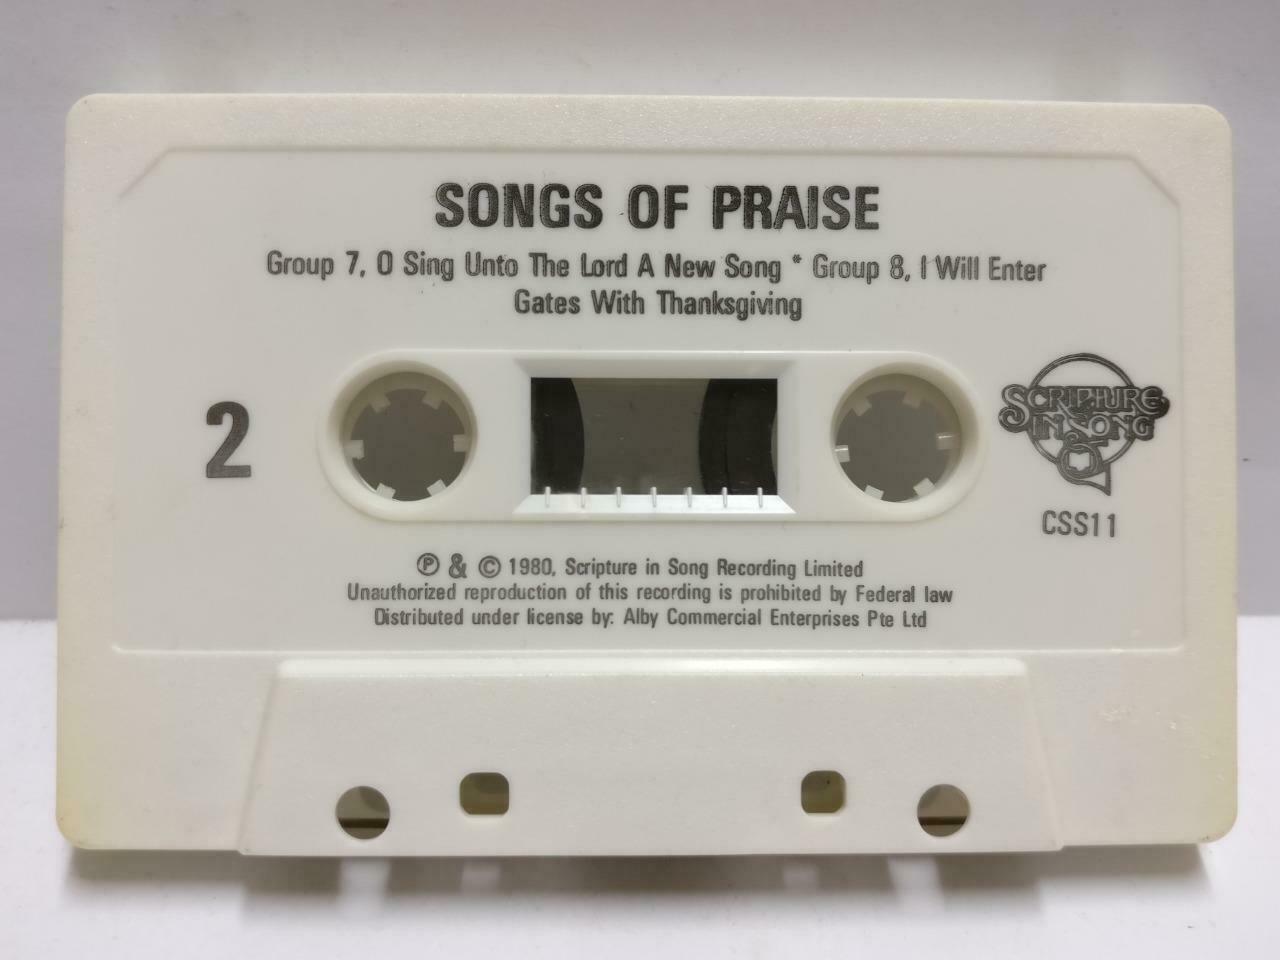 SONGS OF PRAISE
Group 7, O Sing Unto The Lord A New Song * Group 8, I Will Enter
Gates With Thanksgiving
2
SCRIPTURE
IN SONG
CSS11
Ⓟ & © 1980, Scripture in Song Recording Limited
Unauthorized reproduction of this recording is prohibited by Federal law
Distributed under license by: Alby Commercial Enterprises Pte Ltd